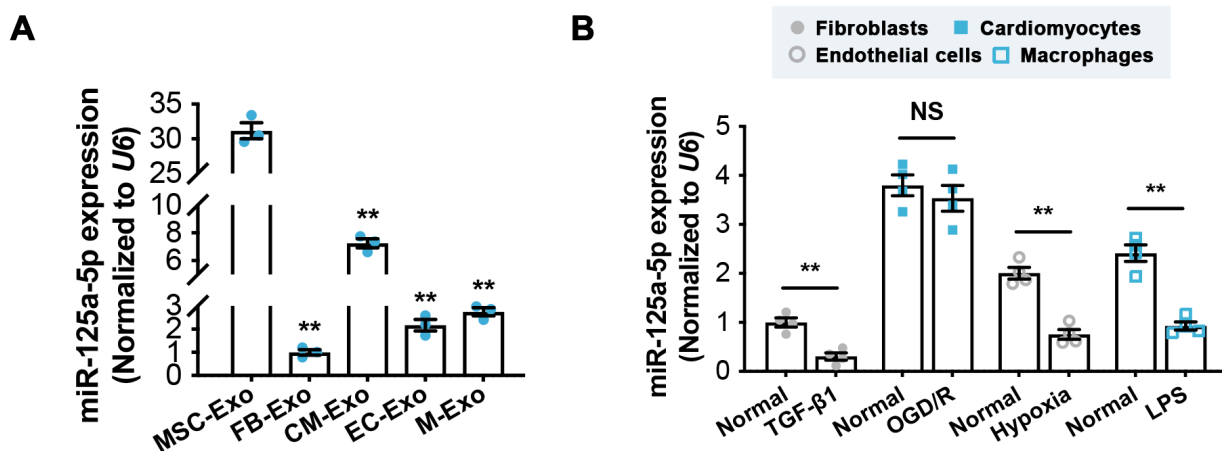 A
miR-125a-5p expression
(Normalized to U6)
35
30
25
10
8
6
3
2
1
0
**
**
**
**
MSC-Exo
FB-Exo
CM-Exo
EC-Exo
M-Exo
B
Fibroblasts Cardiomyocytes
Endothelial cells Macrophages
miR-125a-5p expression
(Normalized to U6)
5
4
3
2
1
0
**
NS
**
**
Normal
TGF-β1
Normal
OGD/R
Normal
Hypoxia
Normal
LPS